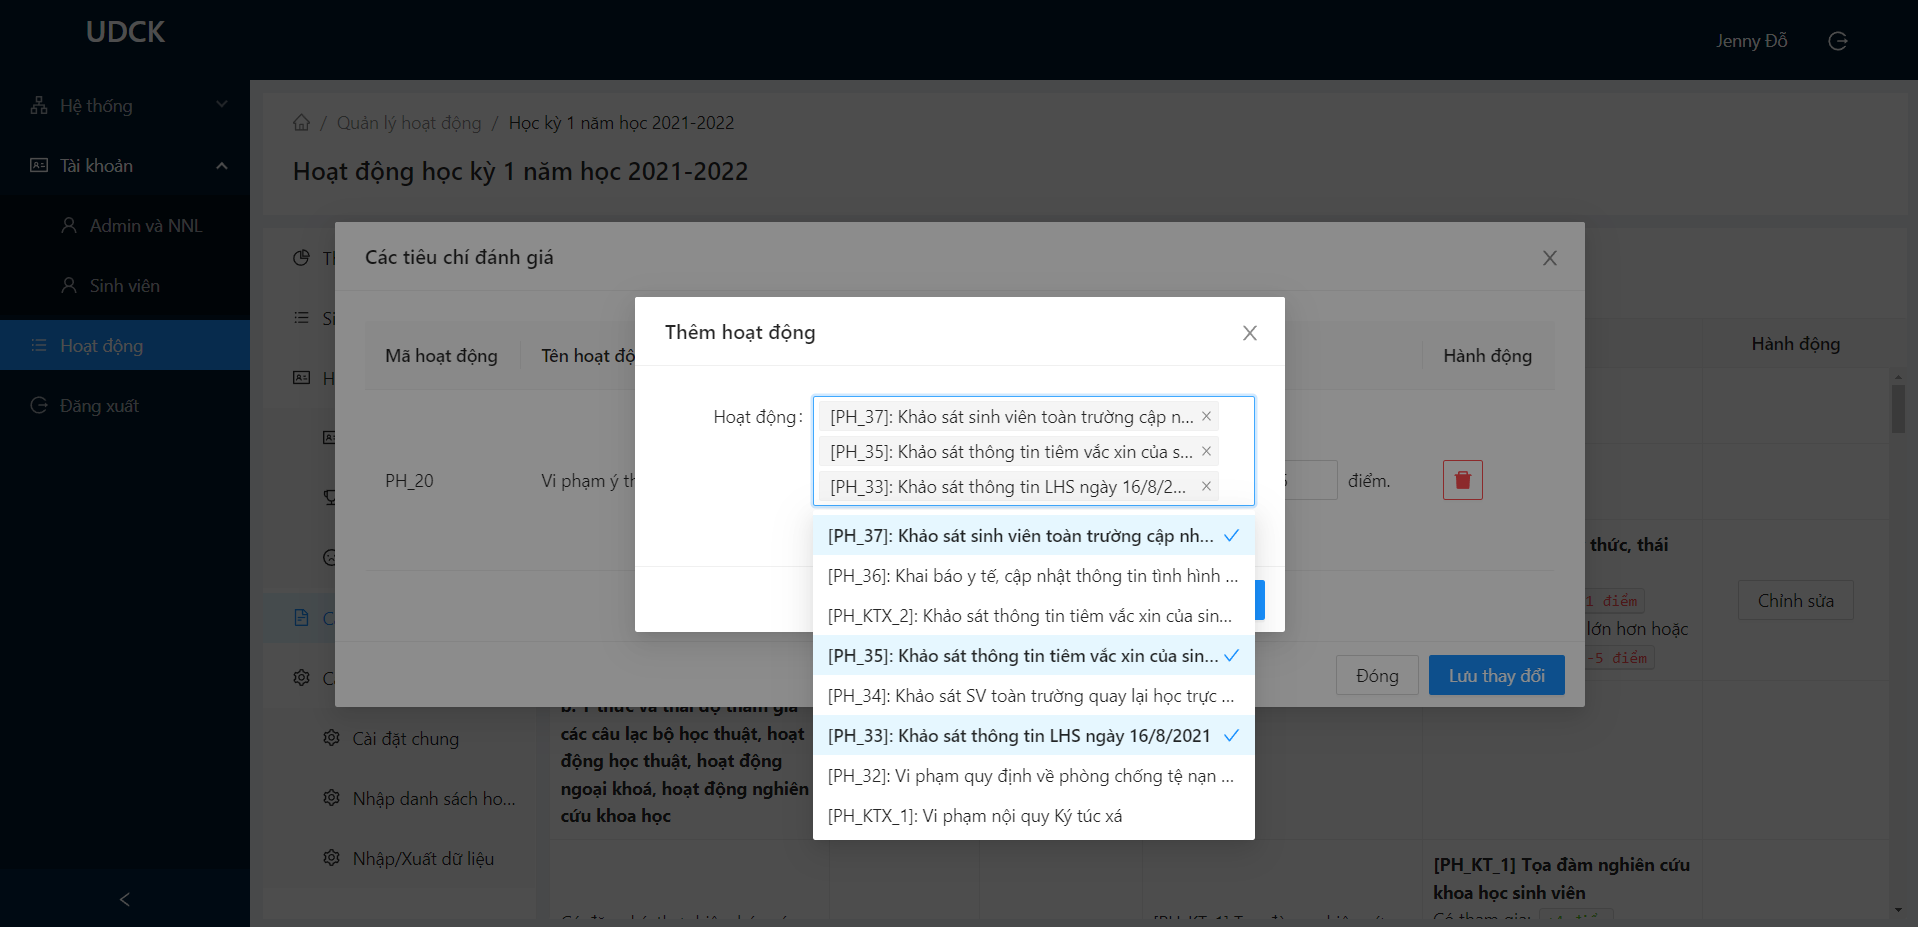 UDCK
Jenny Đỗ
Hệ thống
Tài khoản
Admin và NNL
Sinh viên
Hoạt động
Đăng xuất
/ Quản lý hoạt động / Học kỳ 1 năm học 2021-2022
Hoạt động học kỳ 1 năm học 2021-2022
Các tiêu chí đánh giá
Thêm hoạt động
Mã hoạt động
Tên hoạt độ
Hành động
Hành động
Hoạt động:
[PH_37]: Khảo sát sinh viên toàn trường cập n...
[PH_35]: Khảo sát thông tin tiêm vắc xin của s...
[PH_33]: Khảo sát thông tin LHS ngày 16/8/2...
PH_20
Vi phạm ý th
điểm.
[PH_37]: Khảo sát sinh viên toàn trường cập nh...
[PH_36]: Khai báo y tế, cập nhật thông tin tình hình ...
[PH_KTX_2]: Khảo sát thông tin tiêm vắc xin của sin...
[PH_35]: Khảo sát thông tin tiêm vắc xin của sin...
[PH_34]: Khảo sát SV toàn trường quay lại học trực ...
[PH_33]: Khảo sát thông tin LHS ngày 16/8/2021
[PH_32]: Vi phạm quy định về phòng chống tệ nạn ...
[PH_KTX_1]: Vi phạm nội quy Ký túc xá
thức, thái
1 điểm
lớn hơn hoặc
-5 điểm
Chỉnh sửa
Đóng
Lưu thay đổi
Cài đặt chung
Nhập danh sách ho...
Nhập/Xuất dữ liệu
các câu lạc bộ học thuật, hoạt
động học thuật, hoạt động
ngoại khoá, hoạt động nghiên
cứu khoa học
[PH_KT_1] Tọa đàm nghiên cứu
khoa học sinh viên
Có tham gia: